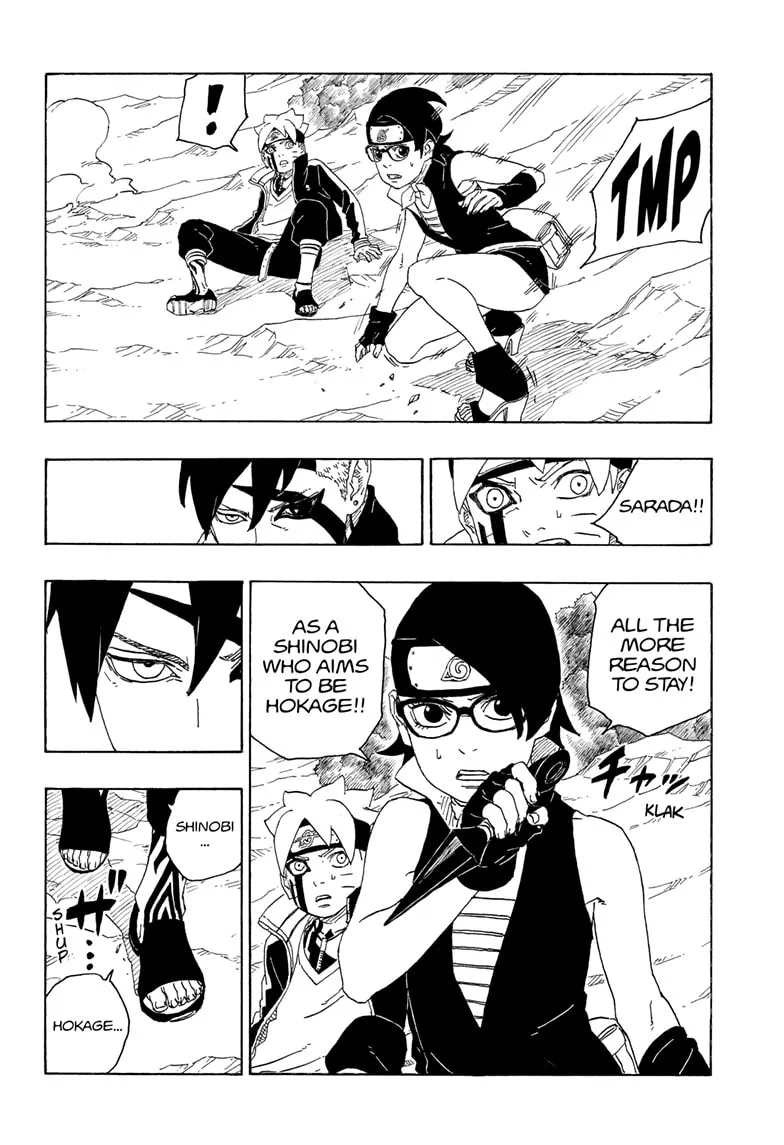 !
TMP
SARADA!!
ALL THE
MORE
REASON
TO STAY!
AS A
SHINOBI
WHO AIMS
TO BE
HOKAGE!!
チャッ
KLAK
SHINOBI
...
ザ...
SHUP
HOKAGE...